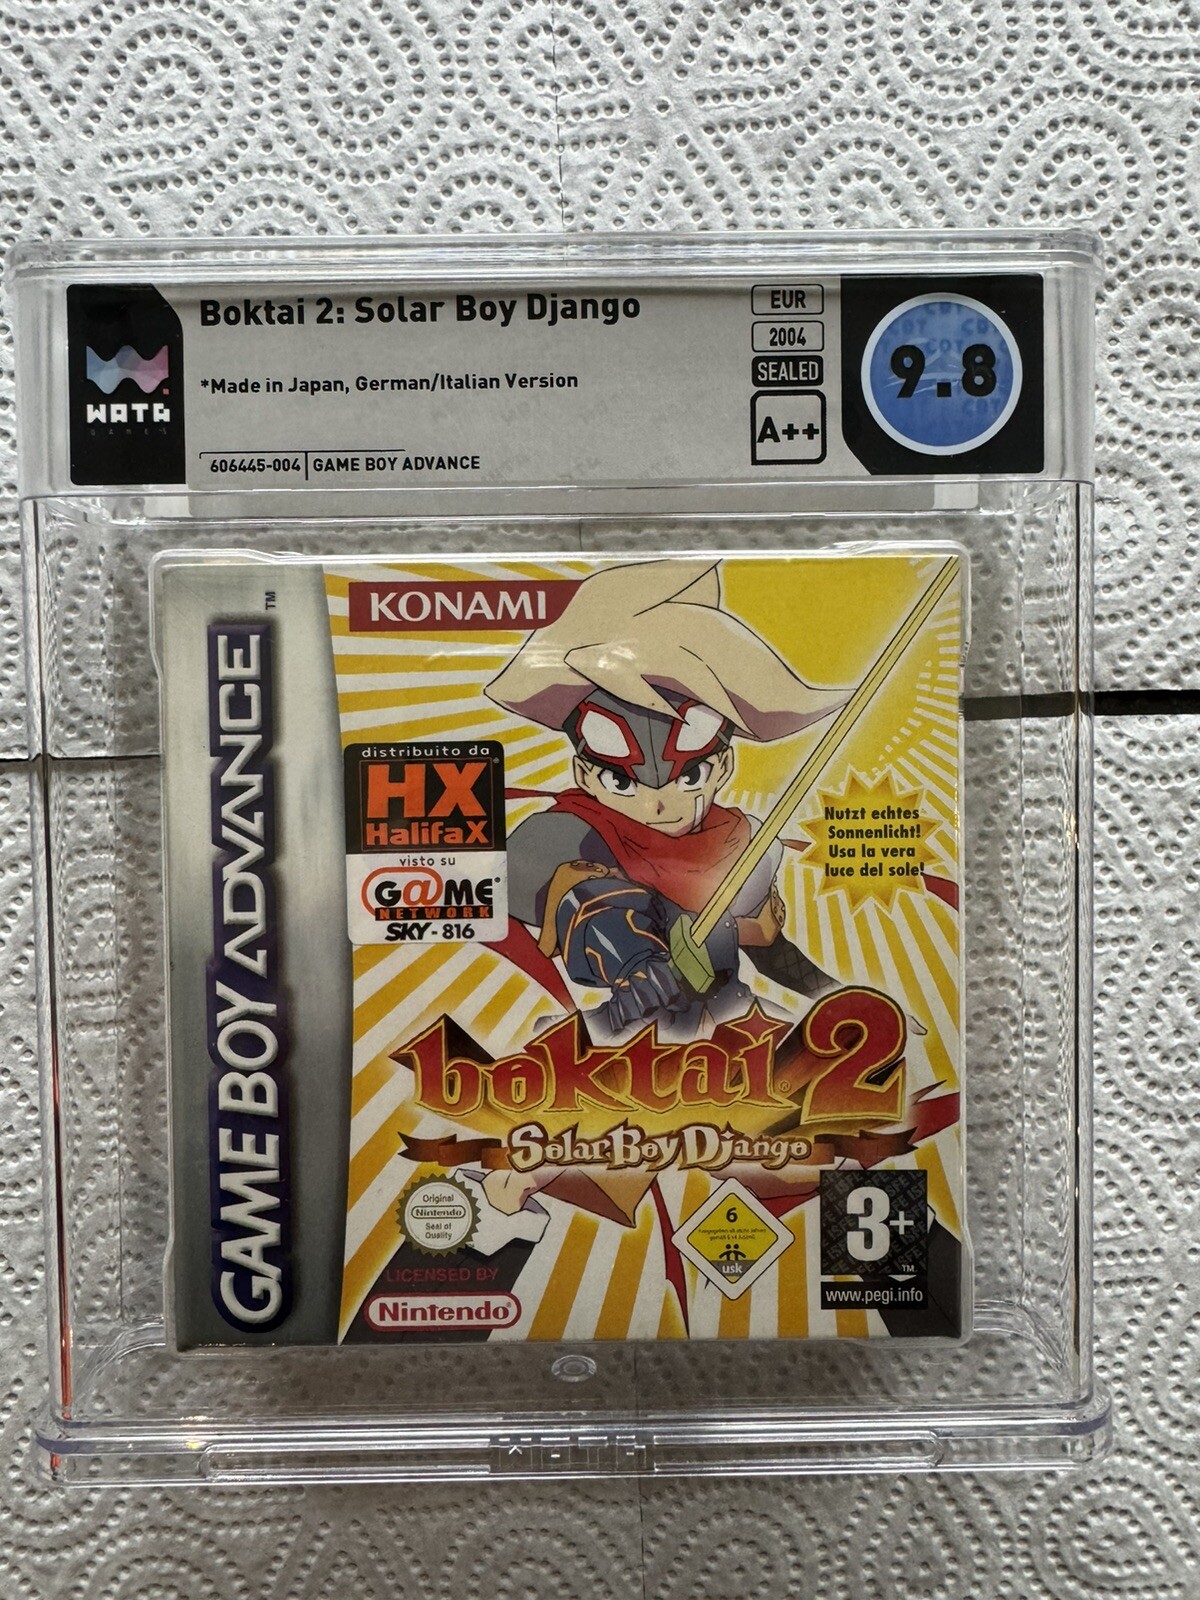 Boktai 2: Solar Boy Django
*Made in Japan, German/Italian Version
606445-004 GAME BOY ADVANCE
WATA
GAMES
EUR
2004
SEALED
A++
9.8
GAME BOY ADVANCE™
KONAMI
distribuito da
HX
HalifaX
visto su
G@ME
NETWORK
SKY - 816
Nutzt echtes
Sonnenlicht!
Usa la vera
luce del sole!
boktai® 2
Solar Boy Django
Original
Nintendo
Seal of
Quality
LICENSED BY
Nintendo®
6
usk
3+
™
www.pegi.info